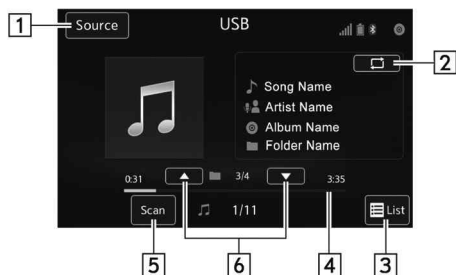 1
Source
USB
2
Song Name
Artist Name
Album Name
Folder Name
0:31
3/4
3:35
Scan
1/11
List
5
6
4
3